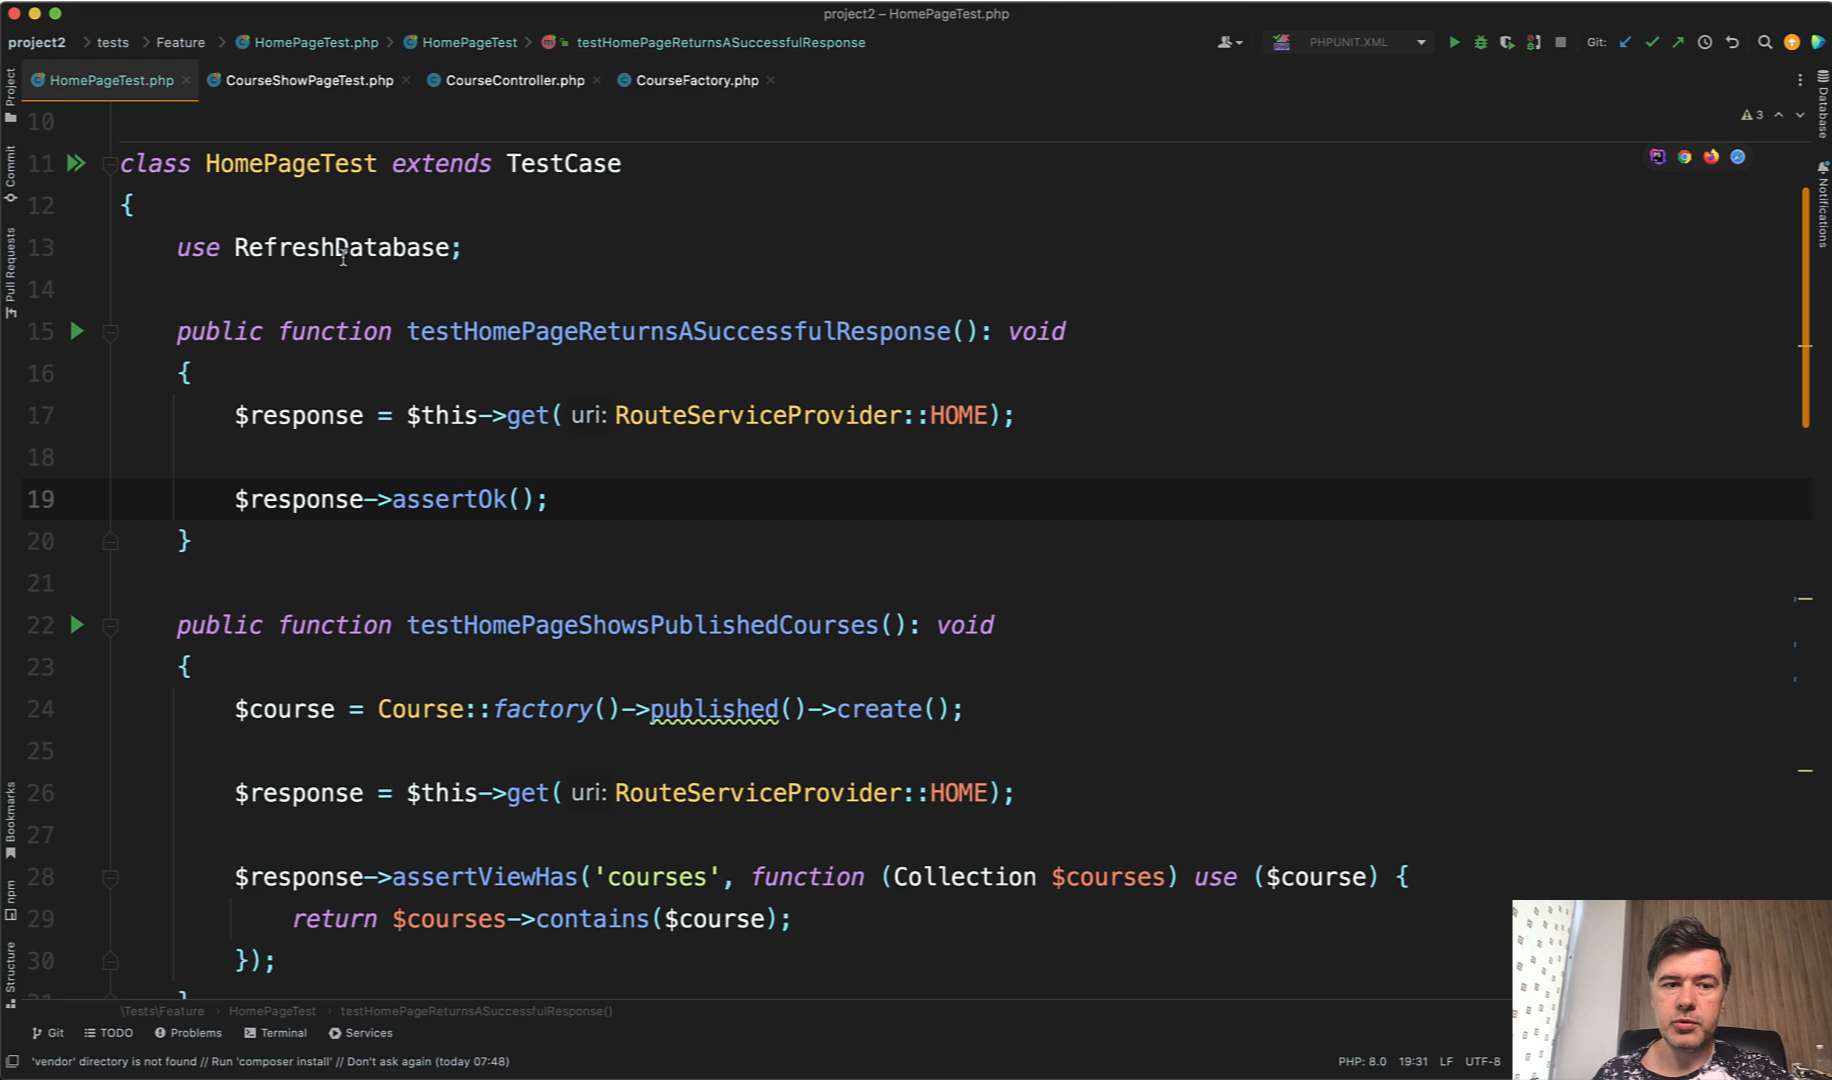 project2 – HomePageTest.php
project2 > tests > Feature > HomePageTest.php > HomePageTest > testHomePageReturnsASuccessfulResponse
PHPUNIT.XML
Git:
HomePageTest.php
CourseShowPageTest.php
CourseController.php
CourseFactory.php
Project
Commit
Pull Requests
Bookmarks
npm
Structure
Database
Notifications
3
10
11 class HomePageTest extends TestCase
12 {
13 use RefreshDatabase;
14
15 public function testHomePageReturnsASuccessfulResponse(): void
16 {
17 $response = $this->get( uri: RouteServiceProvider::HOME);
18
19 $response->assertOk();
20 }
21
22 public function testHomePageShowsPublishedCourses(): void
23 {
24 $course = Course::factory()->published()->create();
25
26 $response = $this->get( uri: RouteServiceProvider::HOME);
27
28 $response->assertViewHas('courses', function (Collection $courses) use ($course) {
29 return $courses->contains($course);
30 });
31 }
\Tests\Feature > HomePageTest > testHomePageReturnsASuccessfulResponse()
Git
TODO
Problems
Terminal
Services
'vendor' directory is not found // Run 'composer install' // Don't ask again (today 07:48)
PHP: 8.0 19:31 LF UTF-8